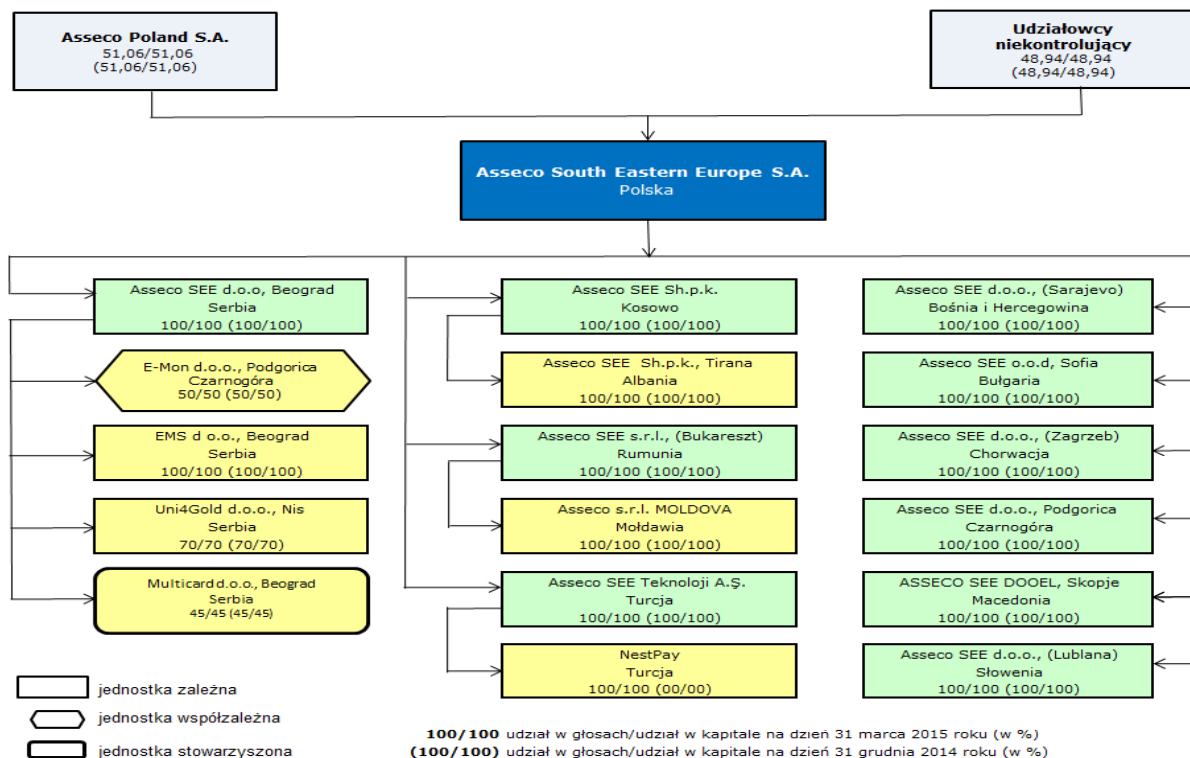 Asseco Poland S.A.
51,06/51,06
(51,06/51,06)
Udziałowcy
niekontrolujący
48,94/48,94
(48,94/48,94)
Asseco South Eastern Europe S.A.
Polska
Asseco SEE d.o.o, Beograd
Serbia
100/100 (100/100)
E-Mon d.o.o., Podgorica
Czarnogóra
50/50 (50/50)
EMS d o.o., Beograd
Serbia
100/100 (100/100)
Uni4Gold d.o.o., Nis
Serbia
70/70 (70/70)
Multicard d.o.o., Beograd
Serbia
45/45 (45/45)
Asseco SEE Sh.p.k.
Kosowo
100/100 (100/100)
Asseco SEE Sh.p.k., Tirana
Albania
100/100 (100/100)
Asseco SEE s.r.l., (Bukareszt)
Rumunia
100/100 (100/100)
Asseco s.r.l. MOLDOVA
Mołdawia
100/100 (100/100)
Asseco SEE Teknoloji A.Ş.
Turcja
100/100 (100/100)
NestPay
Turcja
100/100 (00/00)
Asseco SEE d.o.o., (Sarajevo)
Bośnia i Hercegowina
100/100 (100/100)
Asseco SEE o.o.d, Sofia
Bułgaria
100/100 (100/100)
Asseco SEE d.o.o., (Zagrzeb)
Chorwacja
100/100 (100/100)
Asseco SEE d.o.o., Podgorica
Czarnogóra
100/100 (100/100)
ASSECO SEE DOOEL, Skopje
Macedonia
100/100 (100/100)
Asseco SEE d.o.o., (Lublana)
Słowenia
100/100 (100/100)
jednostka zależna
jednostka współzależna
jednostka stowarzyszona
100/100 udział w głosach/udział w kapitale na dzień 31 marca 2015 roku (w %)
(100/100) udział w głosach/udział w kapitale na dzień 31 grudnia 2014 roku (w %)